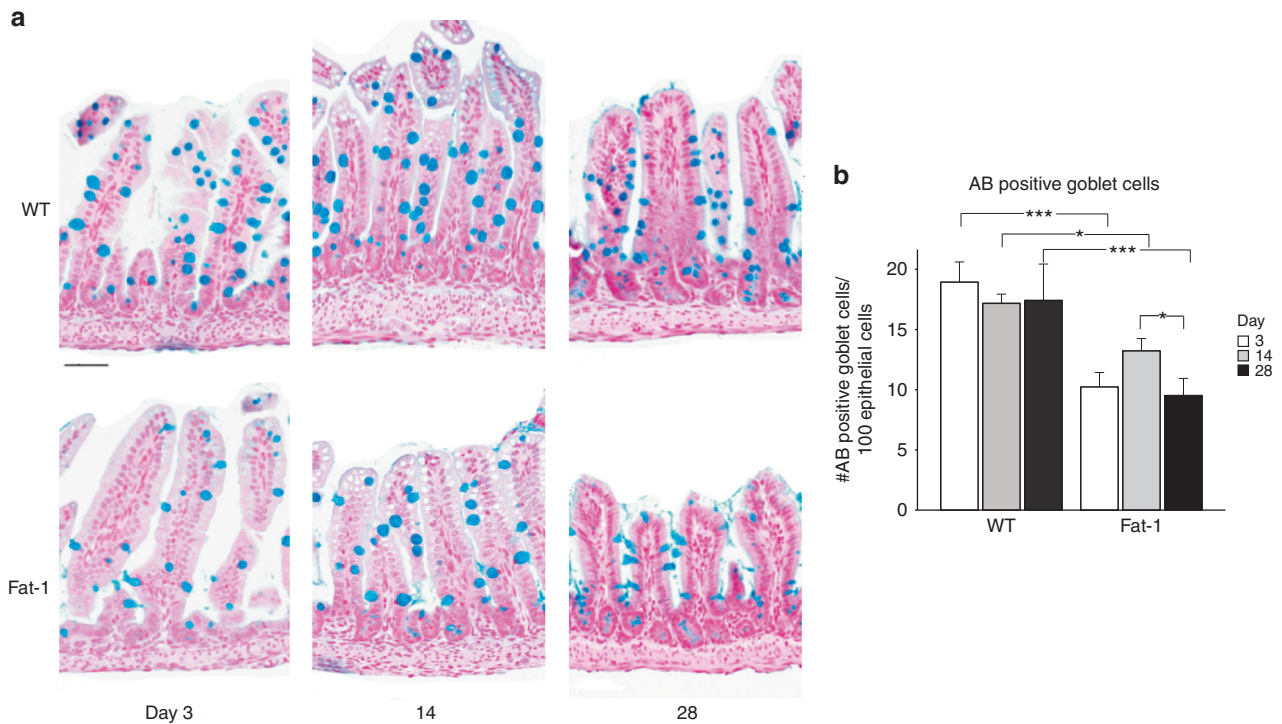 a
WT
Fat-1
Day 3
14
28
b
AB positive goblet cells
***
*
***
*
#AB positive goblet cells/
100 epithelial cells
20
15
10
5
0
WT
Fat-1
Day
3
14
28